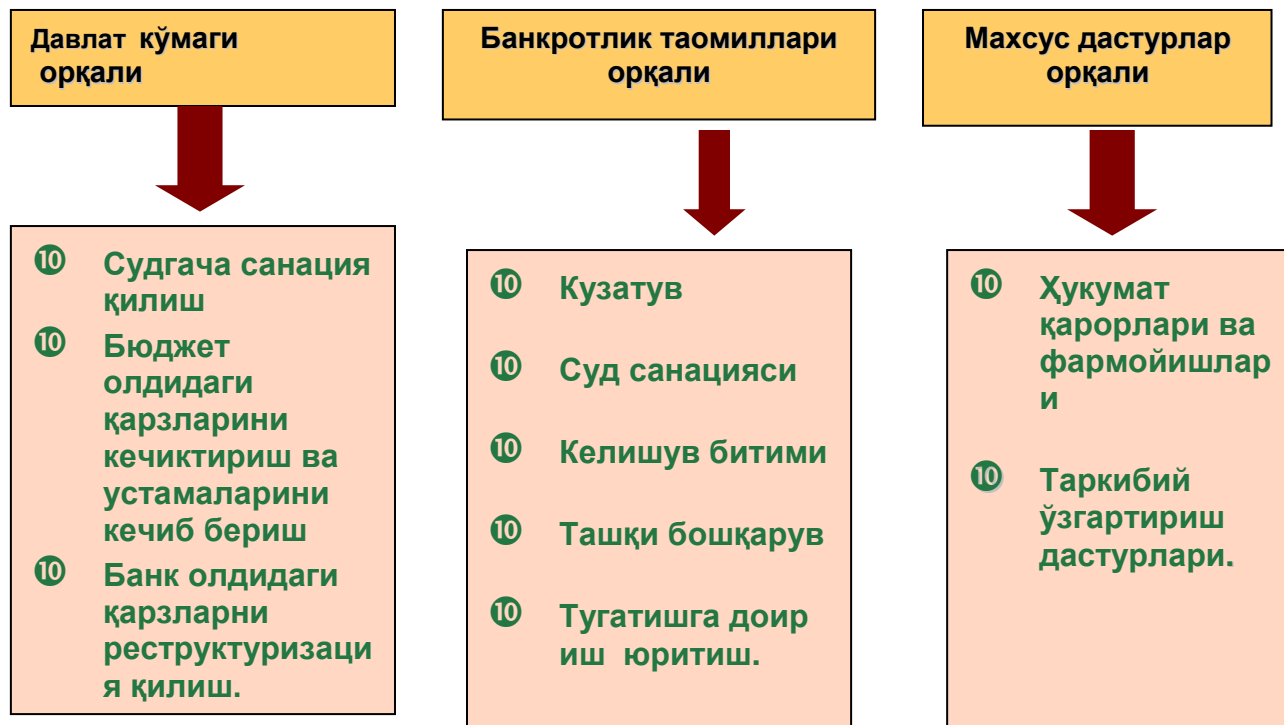 Давлат кўмаги
орқали
❿ Судгача санация
қилиш
❿ Бюджет
олдидаги
қарзларини
кечиктириш ва
устамаларини
кечиб бериш
❿ Банк олдидаги
қарзларни
реструктуризаци
я қилиш.
Банкротлик таомиллари
орқали
❿ Кузатув
❿ Суд санацияси
❿ Келишув битими
❿ Ташқи бошқарув
❿ Тугатишга доир
иш юритиш.
Махсус дастурлар
орқали
❿ Ҳукумат
қарорлари ва
фармойишлар
и
❿ Таркибий
ўзгартириш
дастурлари.